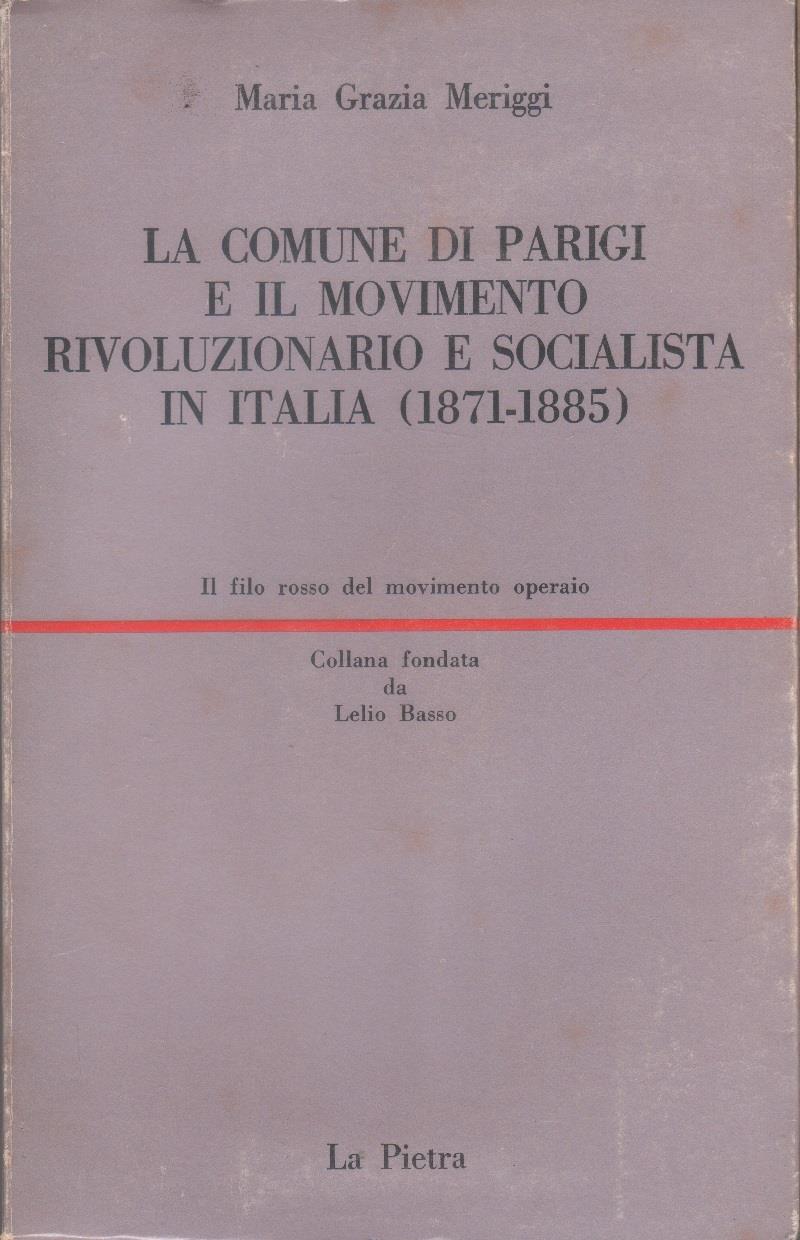 Maria Grazia Meriggi
LA COMUNE DI PARIGI
E IL MOVIMENTO
RIVOLUZIONARIO E SOCIALISTA
IN ITALIA (1871-1885)
Il filo rosso del movimento operaio
Collana fondata
da
Lelio Basso
La Pietra